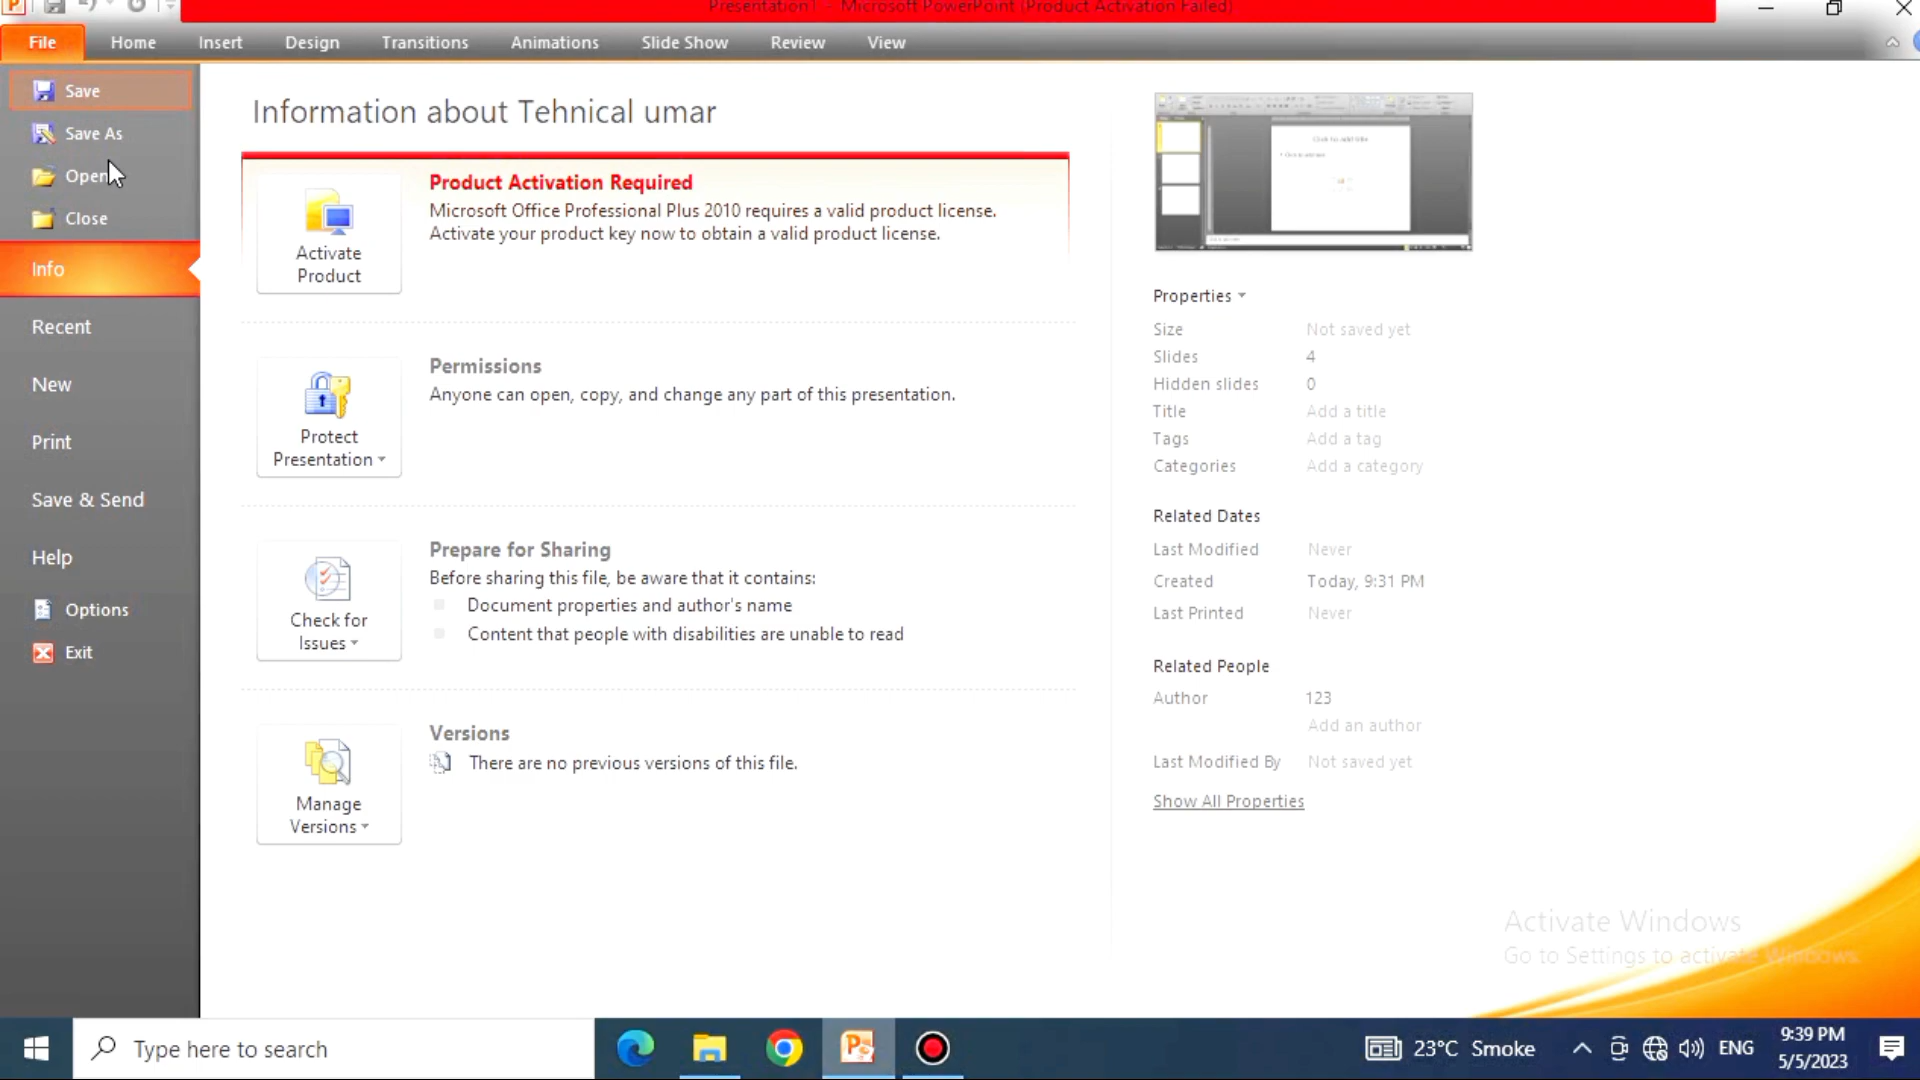 Presentation1 - Microsoft PowerPoint (Product Activation Failed)
File Home Insert Design Transitions Animations Slide Show Review View
Save
Save As
Open
Close
Info
Recent
New
Print
Save & Send
Help
Options
Exit
Information about Tehnical umar
Activate
Product
Product Activation Required
Microsoft Office Professional Plus 2010 requires a valid product license.
Activate your product key now to obtain a valid product license.
Protect
Presentation
Permissions
Anyone can open, copy, and change any part of this presentation.
Check for
Issues
Prepare for Sharing
Before sharing this file, be aware that it contains:
Document properties and author's name
Content that people with disabilities are unable to read
Manage
Versions
Versions
There are no previous versions of this file.
Click to add title
Properties
Size Not saved yet
Slides 4
Hidden slides 0
Title Add a title
Tags Add a tag
Categories Add a category
Related Dates
Last Modified Never
Created Today, 9:31 PM
Last Printed Never
Related People
Author 123
Add an author
Last Modified By Not saved yet
Show All Properties
Activate Windows
Go to Settings to activate Windows.
Type here to search
23°C Smoke
ENG
9:39 PM
5/5/2023